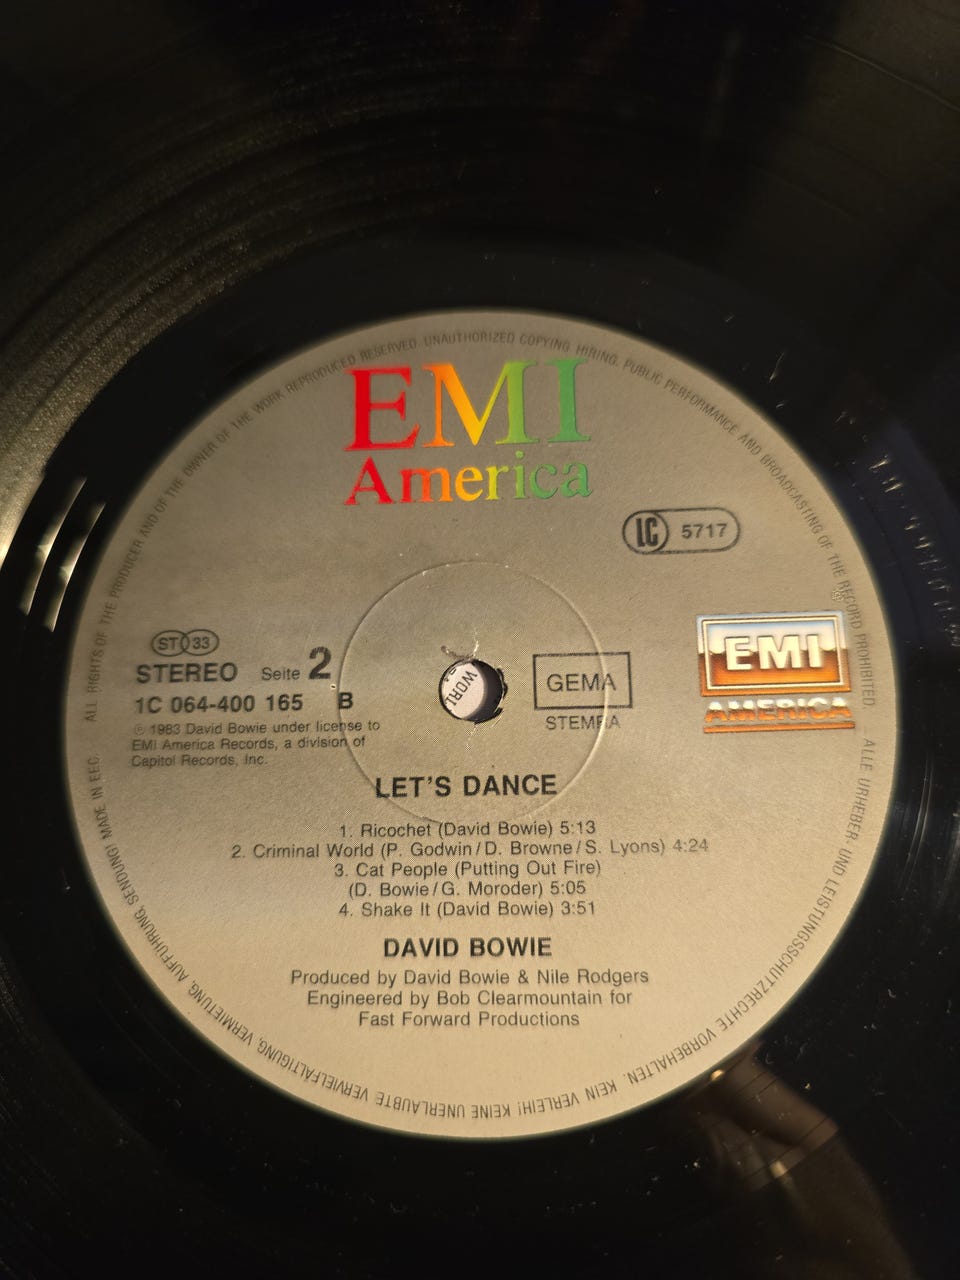 ALL RIGHTS OF THE PRODUCER AND OF THE OWNER OF THE WORK REPRODUCED RESERVED. UNAUTHORIZED COPYING, HIRING, PUBLIC PERFORMANCE AND BROADCASTING OF THE RECORD PROHIBITED.
EMI
America
LC 5717
EMI
AMERICA
ST 33
STEREO Seite 2
1C 064-400 165 B
℗ 1983 David Bowie under license to
EMI America Records, a division of
Capitol Records, Inc.
GEMA
STEMRA
WORL
LET'S DANCE
1. Ricochet (David Bowie) 5:13
2. Criminal World (P. Godwin/D. Browne/S. Lyons) 4:24
3. Cat People (Putting Out Fire)
(D. Bowie/G. Moroder) 5:05
4. Shake It (David Bowie) 3:51
DAVID BOWIE
Produced by David Bowie & Nile Rodgers
Engineered by Bob Clearmountain for
Fast Forward Productions
ALLE URHEBER- UND LEISTUNGSSCHUTZRECHTE VORBEHALTEN. KEIN VERLEIH! KEINE UNERLAUBTE VERVIELFÄLTIGUNG, VERMIETUNG, AUFFÜHRUNG, SENDUNG! MADE IN EEC